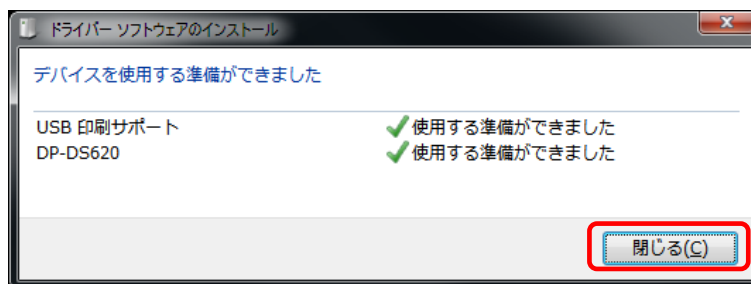 ドライバー ソフトウェアのインストール
デバイスを使用する準備ができました
USB 印刷サポート 使用する準備ができました
DP-DS620 使用する準備ができました
閉じる(C)